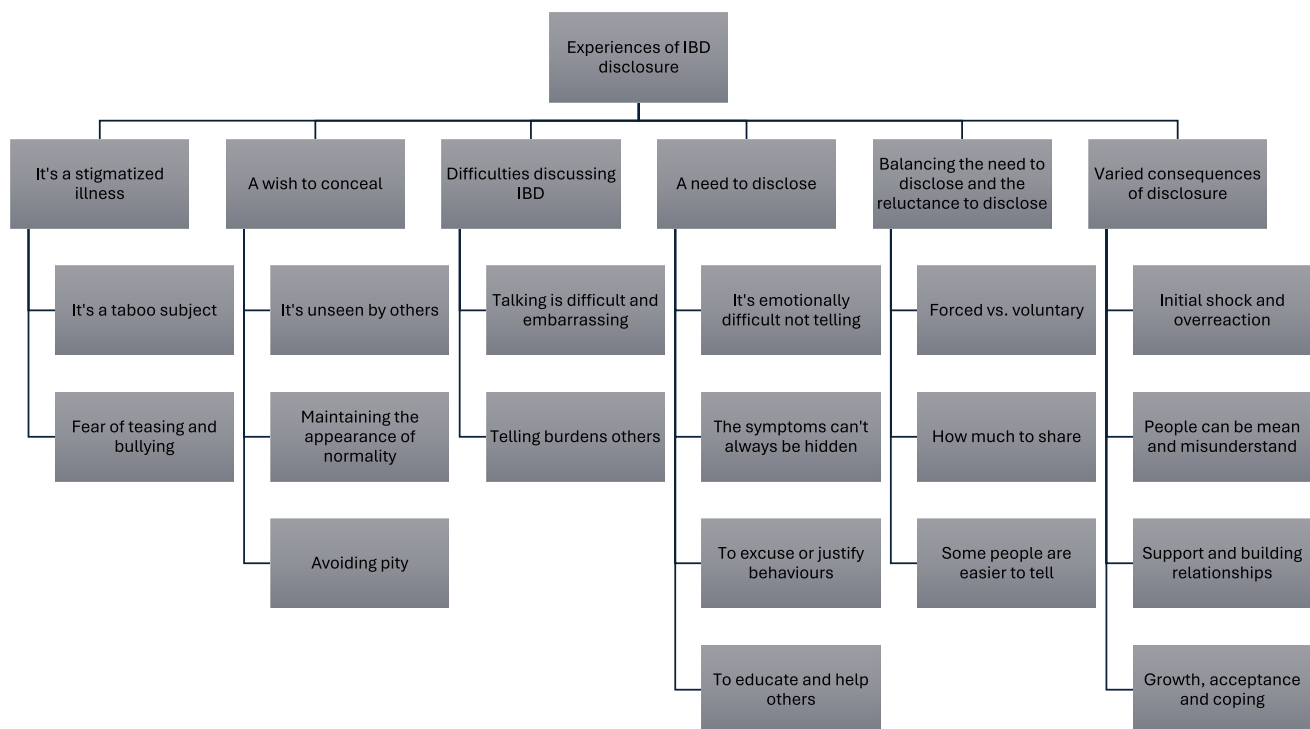 Experiences of IBD
disclosure
It's a stigmatized
illness
A wish to conceal
Difficulties discussing
IBD
A need to disclose
Balancing the need to
disclose and the
reluctance to disclose
Varied consequences
of disclosure
It's a taboo subject
Fear of teasing and
bullying
It's unseen by others
Maintaining the
appearance of
normality
Avoiding pity
Talking is difficult and
embarrassing
Telling burdens others
It's emotionally
difficult not telling
The symptoms can't
always be hidden
To excuse or justify
behaviours
To educate and help
others
Forced vs. voluntary
How much to share
Some people are
easier to tell
Initial shock and
overreaction
People can be mean
and misunderstand
Support and building
relationships
Growth, acceptance
and coping